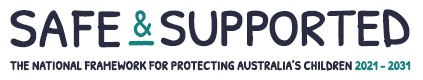 SAFE & SUPPORTED
THE NATIONAL FRAMEWORK FOR PROTECTING AUSTRALIA'S CHILDREN 2021 – 2031